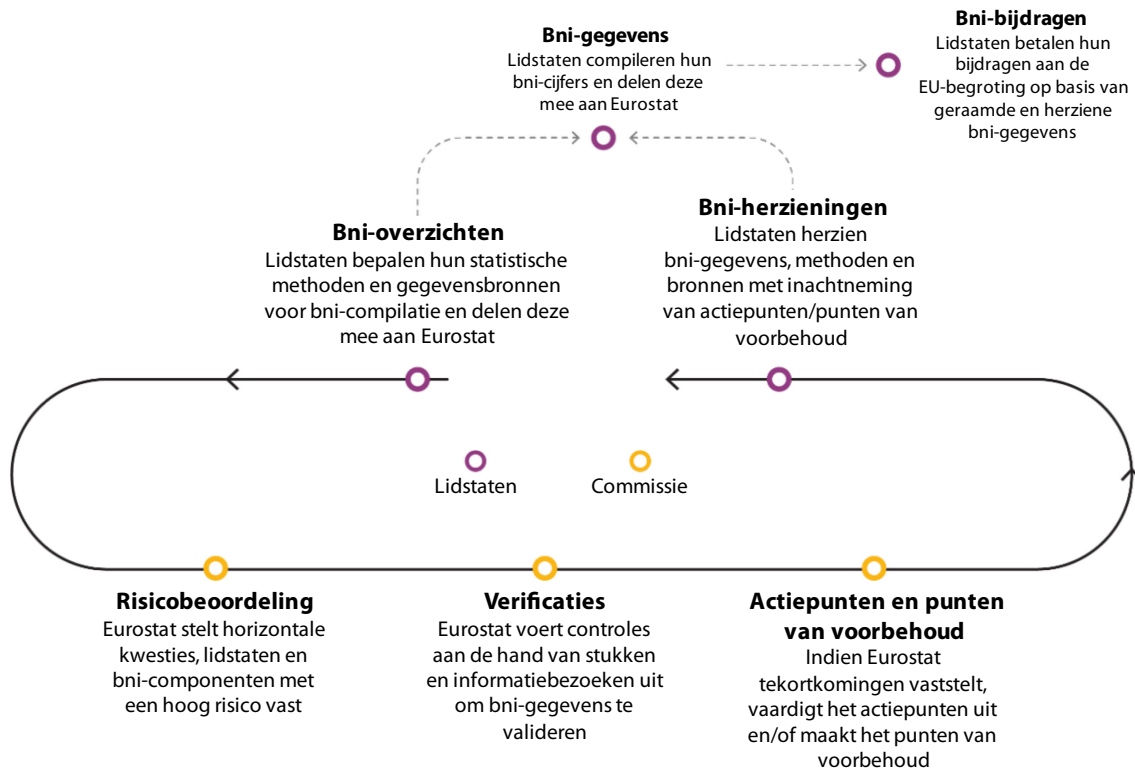 Bni-gegevens
Lidstaten compileren hun
bni-cijfers en delen deze
mee aan Eurostat
Bni-bijdragen
Lidstaten betalen hun
bijdragen aan de
EU-begroting op basis van
geraamde en herziene
bni-gegevens
Bni-overzichten
Lidstaten bepalen hun statistische
methoden en gegevensbronnen
voor bni-compilatie en delen deze
mee aan Eurostat
Bni-herzieningen
Lidstaten herzien
bni-gegevens, methoden en
bronnen met inachtneming
van actiepunten/punten van
voorbehoud
Lidstaten
Commissie
Risicobeoordeling
Eurostat stelt horizontale
kwesties, lidstaten en
bni-componenten met
een hoog risico vast
Verificaties
Eurostat voert controles
aan de hand van stukken
en informatiebezoeken uit
om bni-gegevens te
valideren
Actiepunten en punten
van voorbehoud
Indien Eurostat
tekortkomingen vaststelt,
vaardigt het actiepunten uit
en/of maakt het punten van
voorbehoud